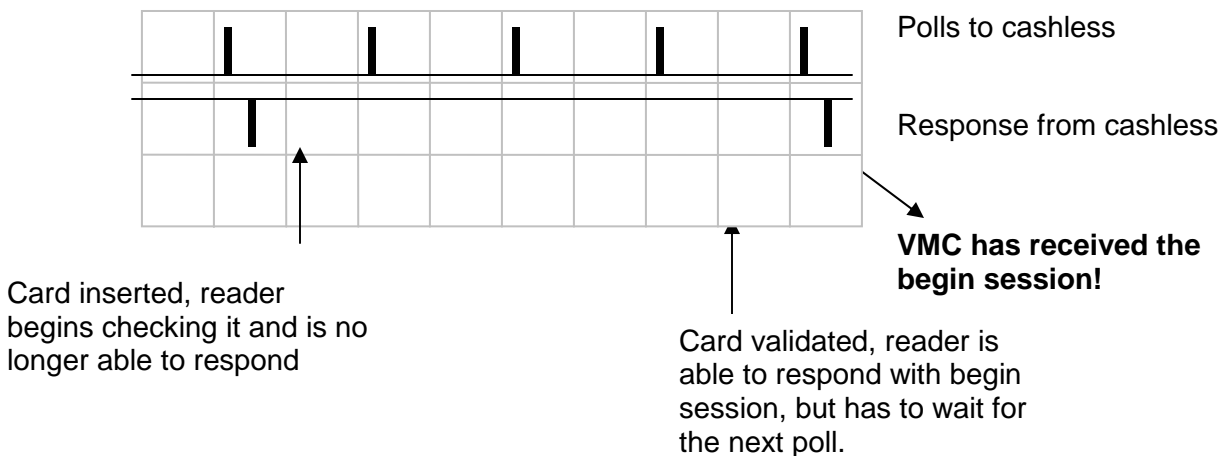 Polls to cashless
Response from cashless
VMC has received the
begin session!
Card inserted, reader
begins checking it and is no
longer able to respond
Card validated, reader is
able to respond with begin
session, but has to wait for
the next poll.